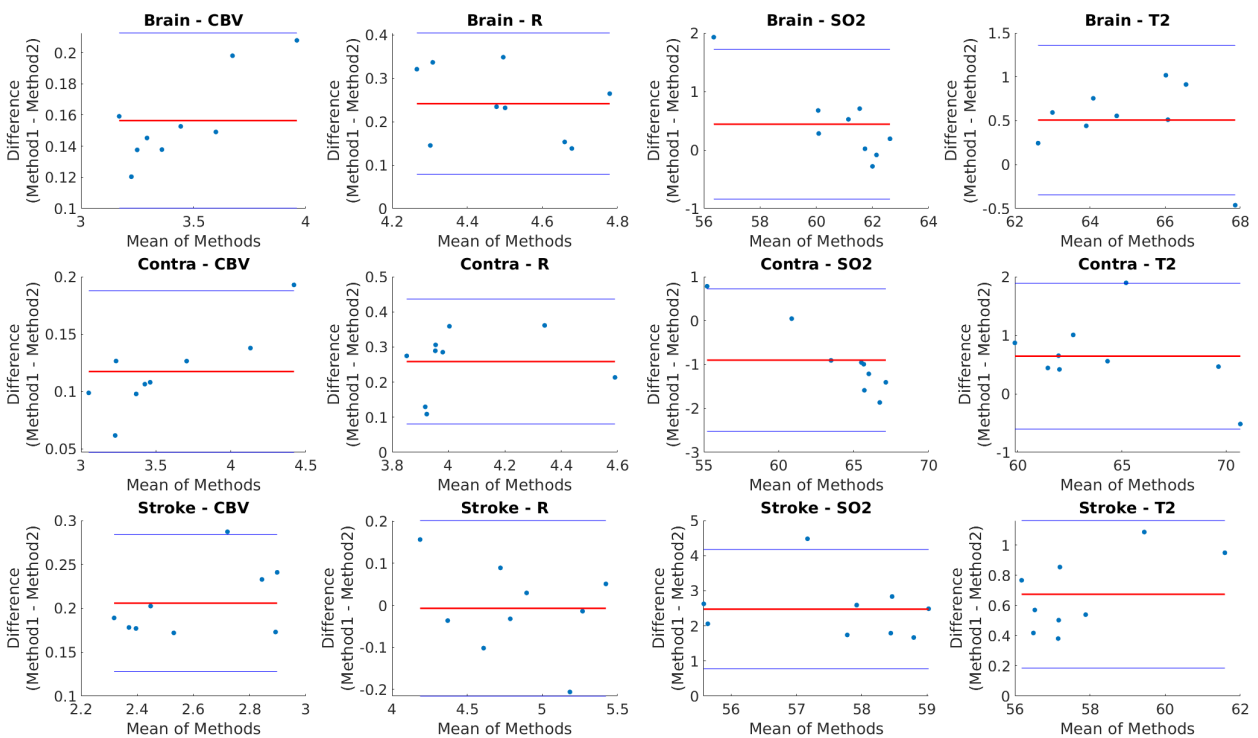 Brain - CBV
Difference
(Method1 - Method2)
0.2
0.18
0.16
0.14
0.12
0.1
3
3.5
4
Mean of Methods
Brain - R
Difference
(Method1 - Method2)
0.4
0.3
0.2
0.1
0
4.2
4.4
4.6
4.8
Mean of Methods
Brain - SO2
Difference
(Method1 - Method2)
2
1
0
-1
56
58
60
62
64
Mean of Methods
Brain - T2
Difference
(Method1 - Method2)
1.5
1
0.5
0
-0.5
62
64
66
68
Mean of Methods
Contra - CBV
Difference
(Method1 - Method2)
0.2
0.15
0.1
0.05
3
3.5
4
4.5
Mean of Methods
Contra - R
Difference
(Method1 - Method2)
0.5
0.4
0.3
0.2
0.1
0
3.8
4
4.2
4.4
4.6
Mean of Methods
Contra - SO2
Difference
(Method1 - Method2)
1
0
-1
-2
-3
55
60
65
70
Mean of Methods
Contra - T2
Difference
(Method1 - Method2)
2
1
0
-1
60
65
70
Mean of Methods
Stroke - CBV
Difference
(Method1 - Method2)
0.3
0.25
0.2
0.15
0.1
2.2
2.4
2.6
2.8
3
Mean of Methods
Stroke - R
Difference
(Method1 - Method2)
0.2
0.1
0
-0.1
-0.2
4
4.5
5
5.5
Mean of Methods
Stroke - SO2
Difference
(Method1 - Method2)
5
4
3
2
1
0
56
57
58
59
Mean of Methods
Stroke - T2
Difference
(Method1 - Method2)
1
0.8
0.6
0.4
0.2
0
56
58
60
62
Mean of Methods